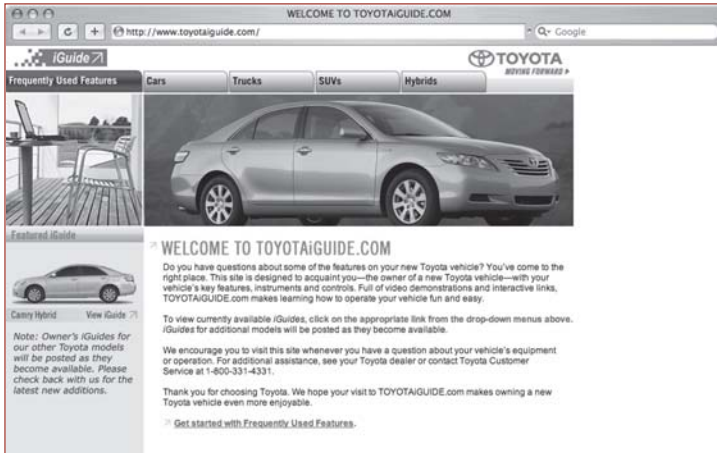 WELCOME TO TOYOTAiGUIDE.COM
http://www.toyotaiguide.com/
Google
iGuide
TOYOTA
MOVING FORWARD
Frequently Used Features
Cars
Trucks
SUVs
Hybrids
Featured iGuide
Camry Hybrid
View iGuide
Note: Owner's iGuides for
our other Toyota models
will be posted as they
become available. Please
check back with us for the
latest new additions.
WELCOME TO TOYOTAiGUIDE.COM
Do you have questions about some of the features on your new Toyota vehicle? You've come to the
right place. This site is designed to acquaint you—the owner of a new Toyota vehicle—with your
vehicle's key features, instruments and controls. Full of video demonstrations and interactive links,
TOYOTAiGUIDE.com makes learning how to operate your vehicle fun and easy.
To view currently available iGuides, click on the appropriate link from the drop-down menus above.
iGuides for additional models will be posted as they become available.
We encourage you to visit this site whenever you have a question about your vehicle's equipment
or operation. For additional assistance, see your Toyota dealer or contact Toyota Customer
Service at 1-800-331-4331.
Thank you for choosing Toyota. We hope your visit to TOYOTAiGUIDE.com makes owning a new
Toyota vehicle even more enjoyable.
Get started with Frequently Used Features.